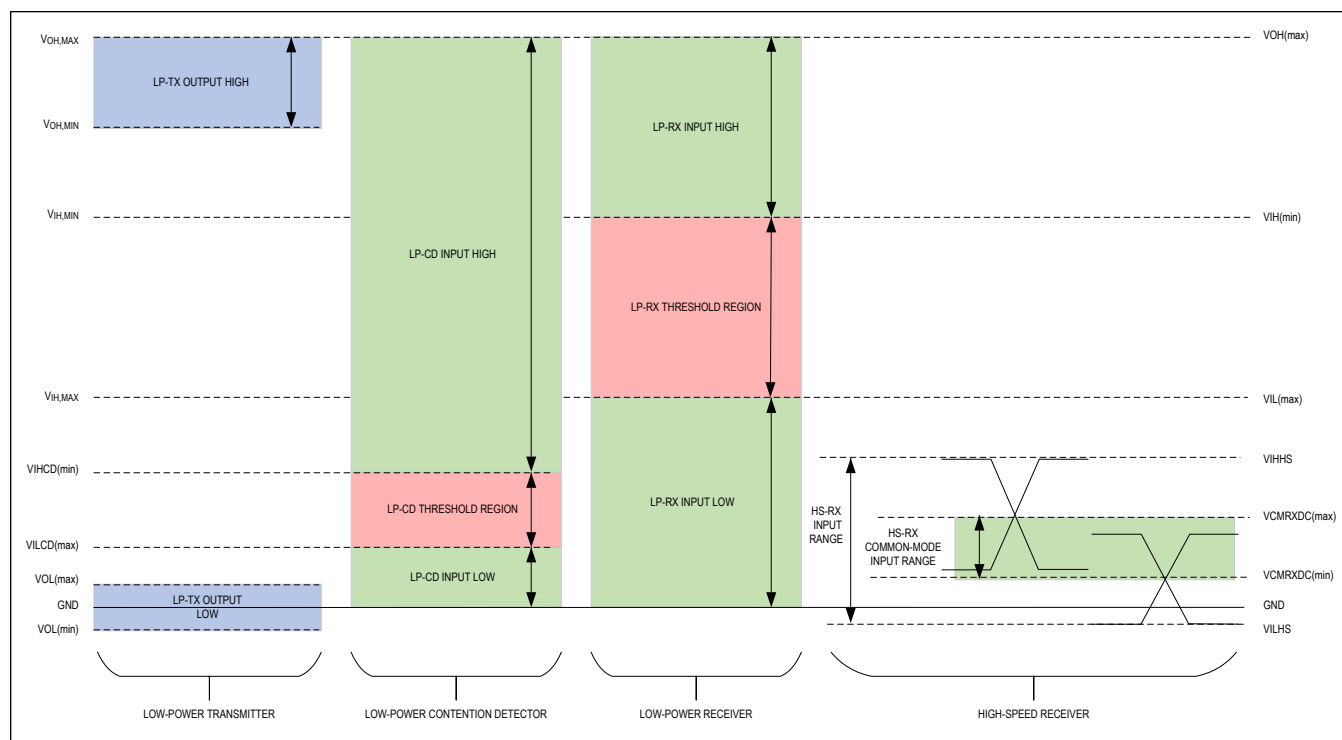 VOH,MAX
VOH(max)
LP-TX OUTPUT HIGH
VOH,MIN
LP-RX INPUT HIGH
VIH,MIN
VIH(min)
LP-CD INPUT HIGH
LP-RX THRESHOLD REGION
VIH,MAX
VIL(max)
VIHCD(min)
VIHHS
LP-RX INPUT LOW
LP-CD THRESHOLD REGION
HS-RX
INPUT
RANGE
VCMRXDC(max)
HS-RX
COMMON-MODE
INPUT RANGE
VILCD(max)
LP-CD INPUT LOW
VCMRXDC(min)
VOL(max)
LP-TX OUTPUT
LOW
GND
GND
VOL(min)
VILHS
LOW-POWER TRANSMITTER
LOW-POWER CONTENTION DETECTOR
LOW-POWER RECEIVER
HIGH-SPEED RECEIVER